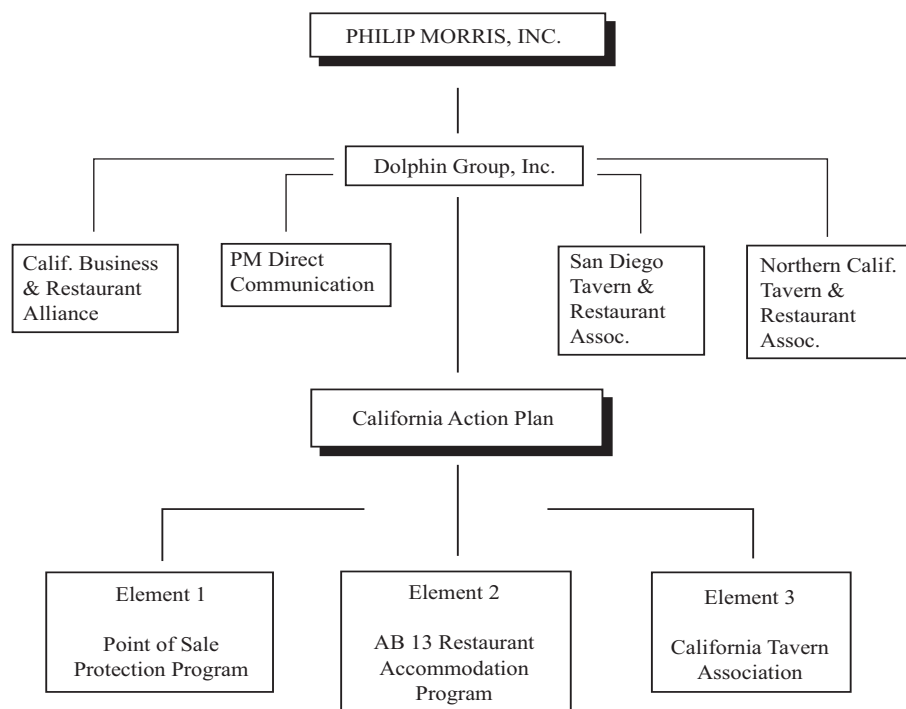 PHILIP MORRIS, INC.
Dolphin Group, Inc.
Calif. Business
& Restaurant
Alliance
PM Direct
Communication
San Diego
Tavern &
Restaurant
Assoc.
Northern Calif.
Tavern &
Restaurant
Assoc.
California Action Plan
Element 1
Point of Sale
Protection Program
Element 2
AB 13 Restaurant
Accommodation
Program
Element 3
California Tavern
Association